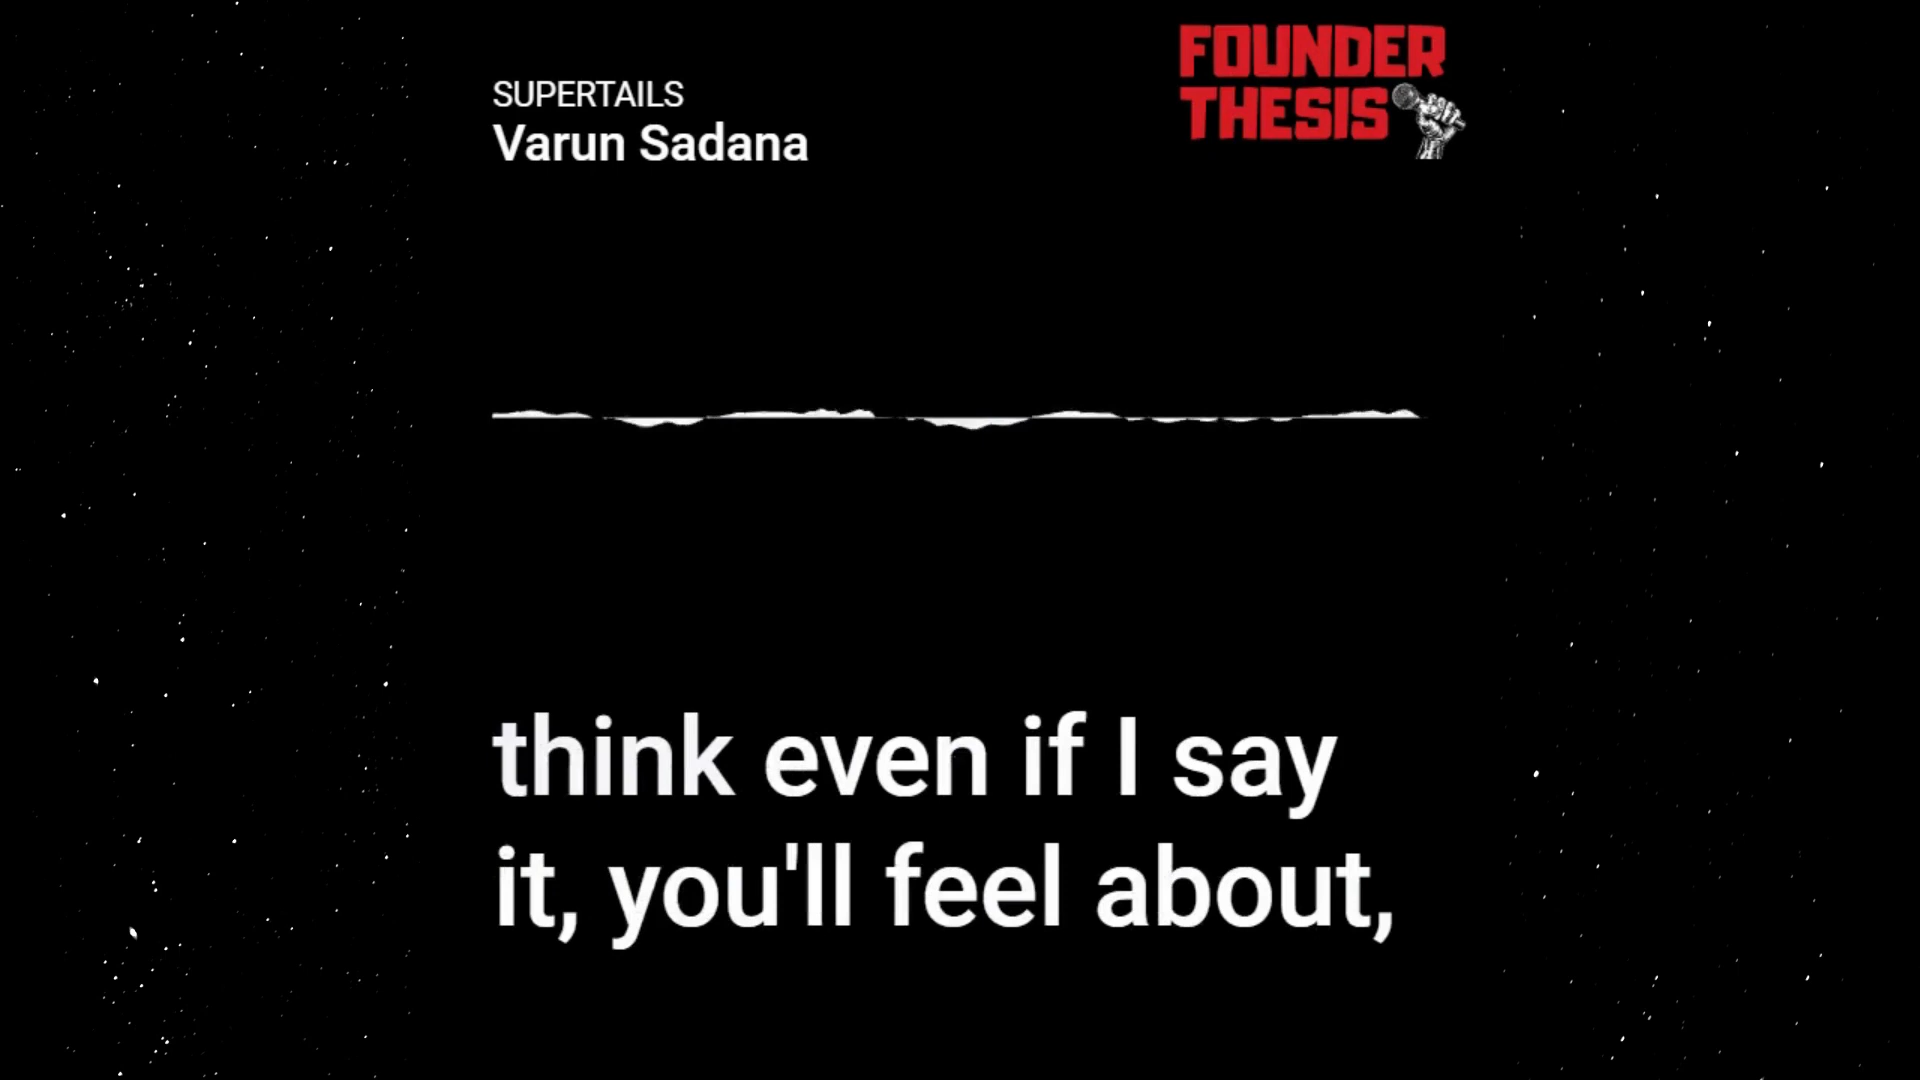 SUPERTAILS
Varun Sadana
FOUNDER
THESIS
think even if I say
it, you'll feel about,